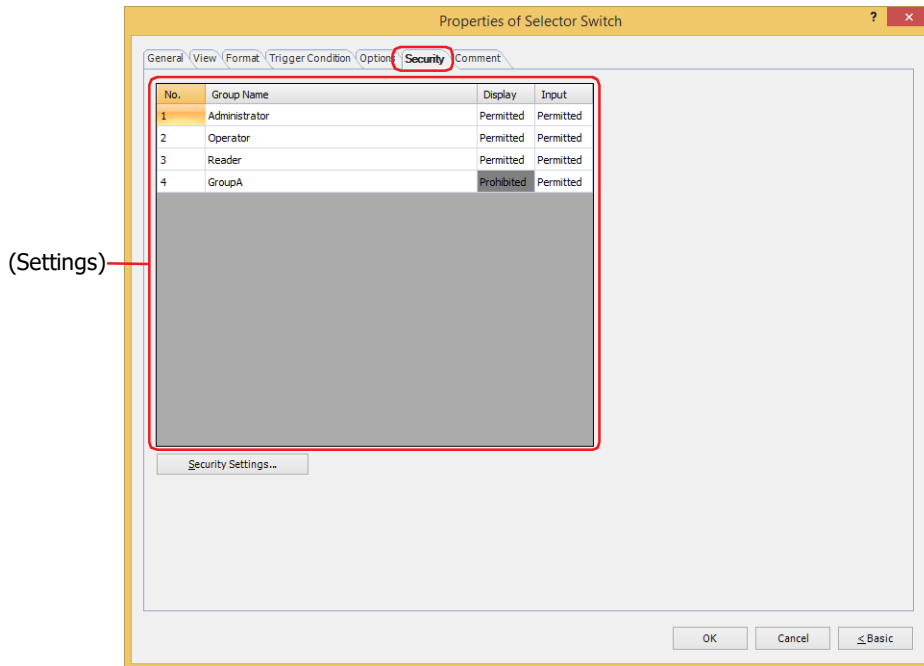 Properties of Selector Switch
?
General View Format Trigger Condition Options Security Comment
No. Group Name Display Input
1 Administrator Permitted Permitted
2 Operator Permitted Permitted
3 Reader Permitted Permitted
4 GroupA Prohibited Permitted
(Settings)
Security Settings...
OK Cancel < Basic